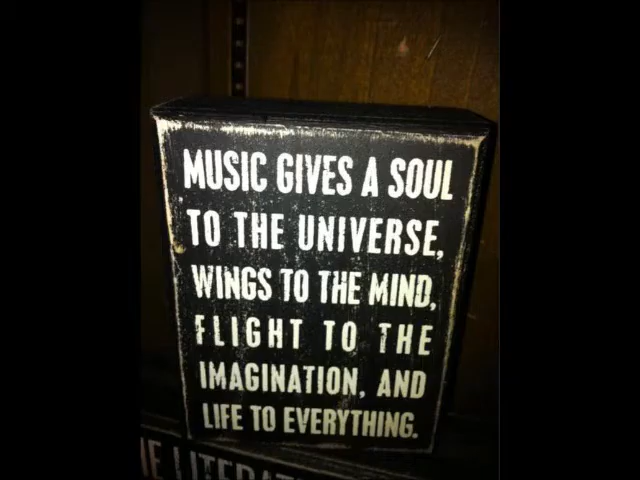 MUSIC GIVES A SOUL
TO THE UNIVERSE,
WINGS TO THE MIND,
FLIGHT TO THE
IMAGINATION, AND
LIFE TO EVERYTHING.